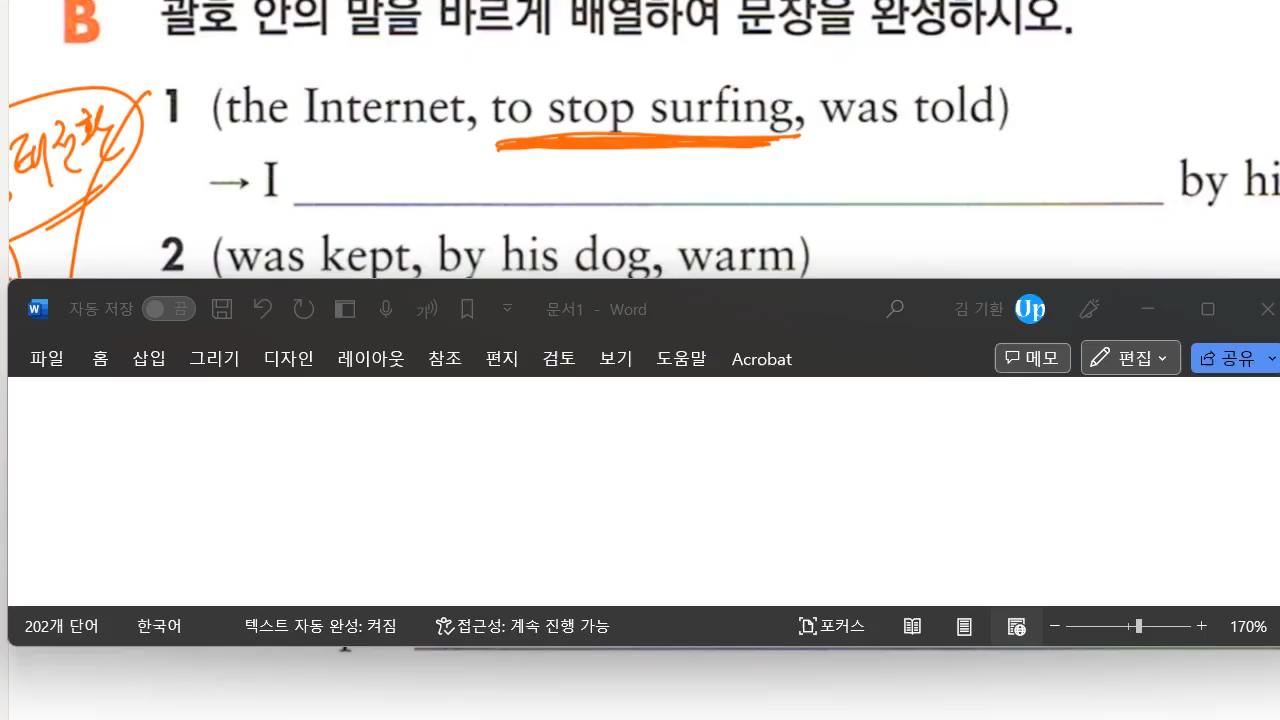 B 괄호 안의 말을 바르게 배열하여 문장을 완성하시오.
1 (the Internet, to stop surfing, was told)
→ I by hi
2 (was kept, by his dog, warm)
자동 저장 끔 가 문서1 - Word 김 기환 Up
파일 홈 삽입 그리기 디자인 레이아웃 참조 편지 검토 보기 도움말 Acrobat 메모 편집 공유
202개 단어 한국어 텍스트 자동 완성: 켜짐 접근성: 계속 진행 가능 포커스 170%